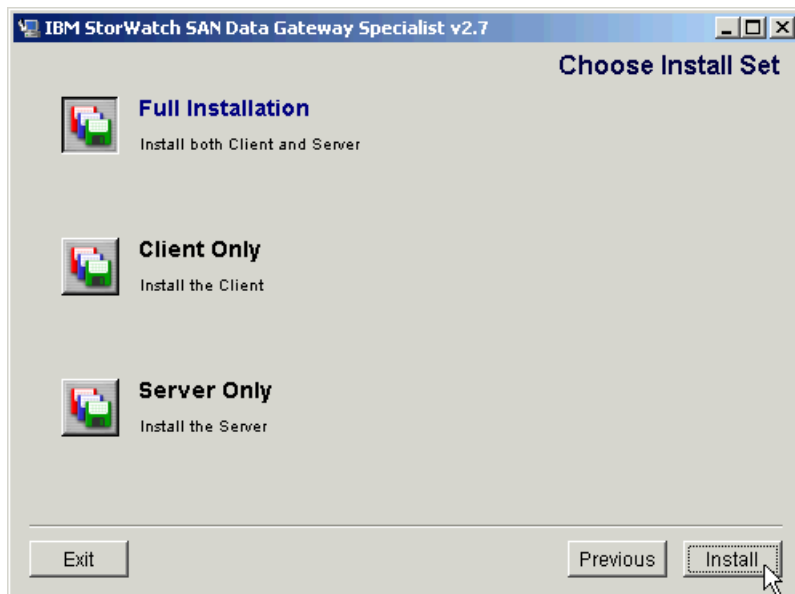 IBM StorWatch SAN Data Gateway Specialist v2.7
Choose Install Set
Full Installation
Install both Client and Server
Client Only
Install the Client
Server Only
Install the Server
Exit
Previous
Install